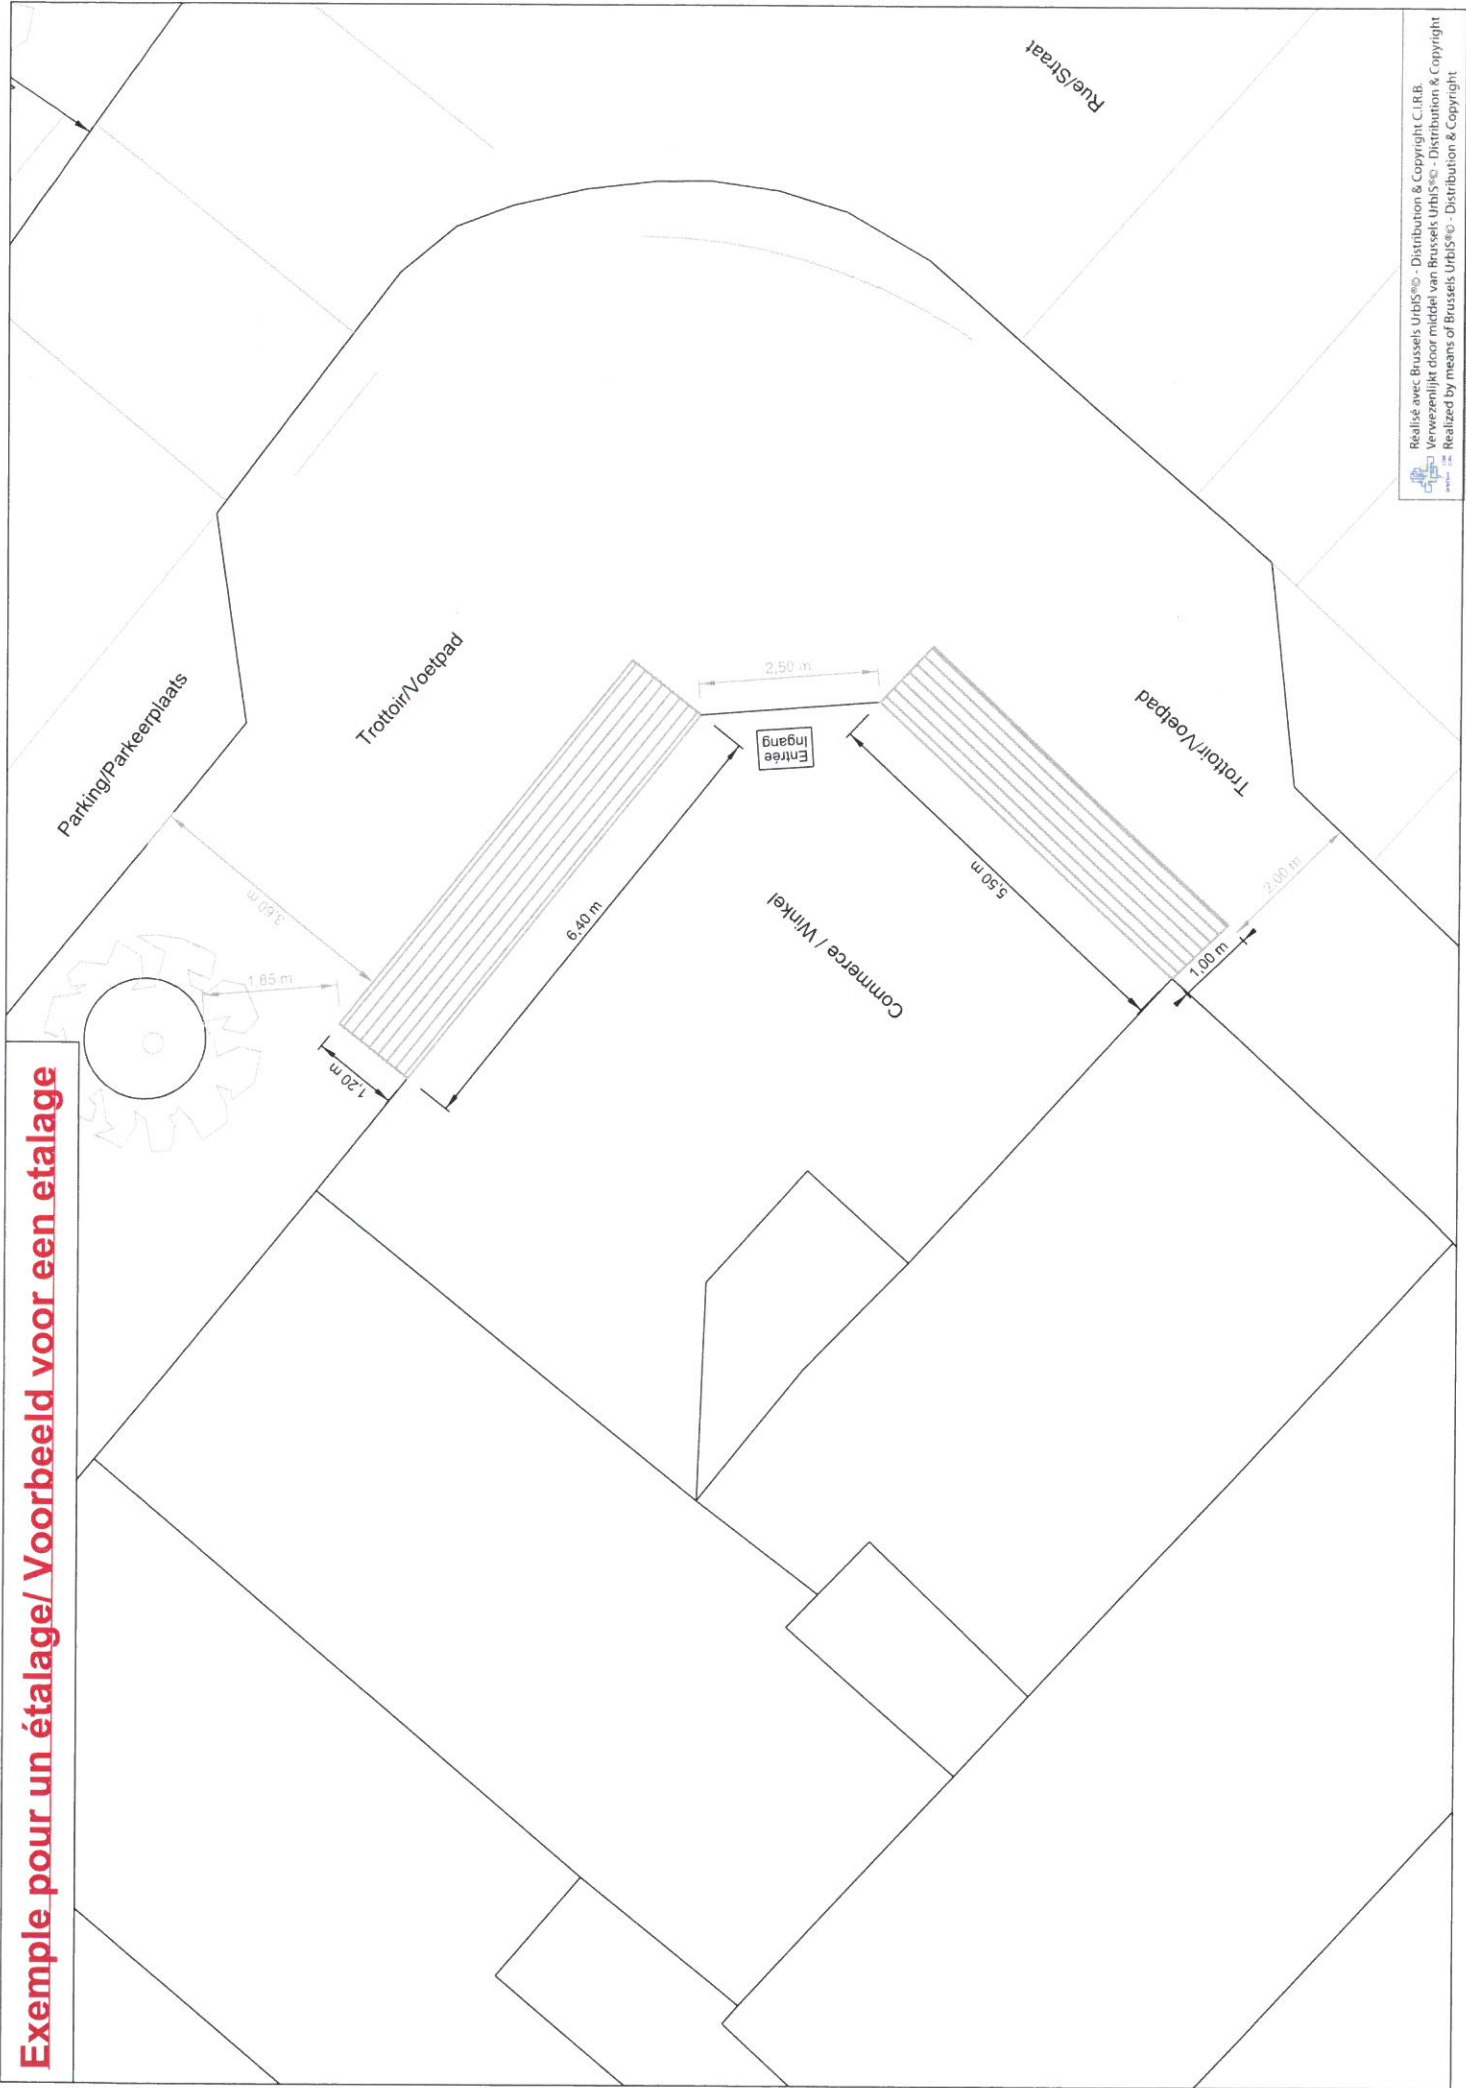 Exemple pour un étalage/ Voorbeeld voor een etalage
Parking/Parkeerplaats
Trottoir/Voetpad
Rue/Straat
3,60 m
1,65 m
1,20 m
6,40 m
2,50 m
Entrée
Ingang
Commerce / Winkel
5,50 m
Trottoir/Voetpad
1,00 m
2,00 m
Réalisé avec Brussels UrbIS®© - Distribution & Copyright C.I.R.B.
Verwezenlijkt door middel van Brussels UrbIS®© - Distribution & Copyright
Realized by means of Brussels UrbIS®© - Distribution & Copyright